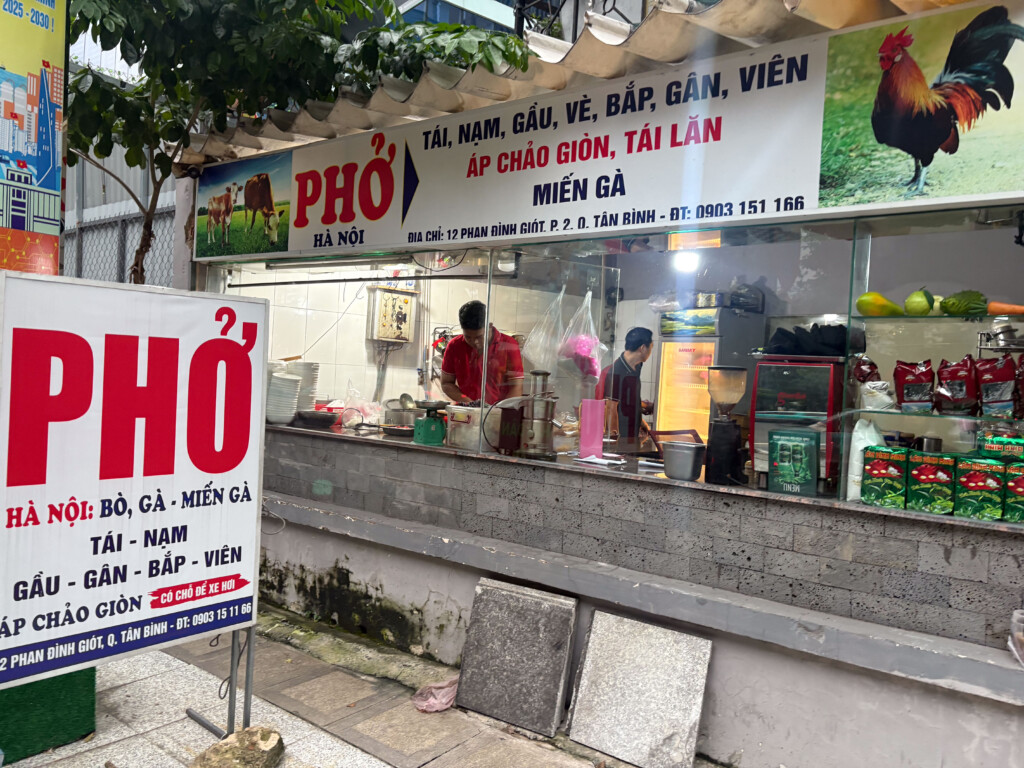 2025 - 2030 !
PHỞ
HÀ NỘI
TÁI, NẠM, GẦU, VÈ, BẮP, GÂN, VIÊN
ÁP CHẢO GIÒN, TÁI LĂN
MIẾN GÀ
ĐỊA CHỈ: 12 PHAN ĐÌNH GIÓT, P. 2, Q. TÂN BÌNH - ĐT: 0903 151 166
PHỞ
HÀ NỘI: BÒ, GÀ - MIẾN GÀ
TÁI - NẠM
GẦU - GÂN - BẮP - VIÊN
ÁP CHẢO GIÒN
CÓ CHỖ ĐỂ XE HƠI
12 PHAN ĐÌNH GIÓT, Q. TÂN BÌNH - ĐT: 0903 15 11 66
MENU